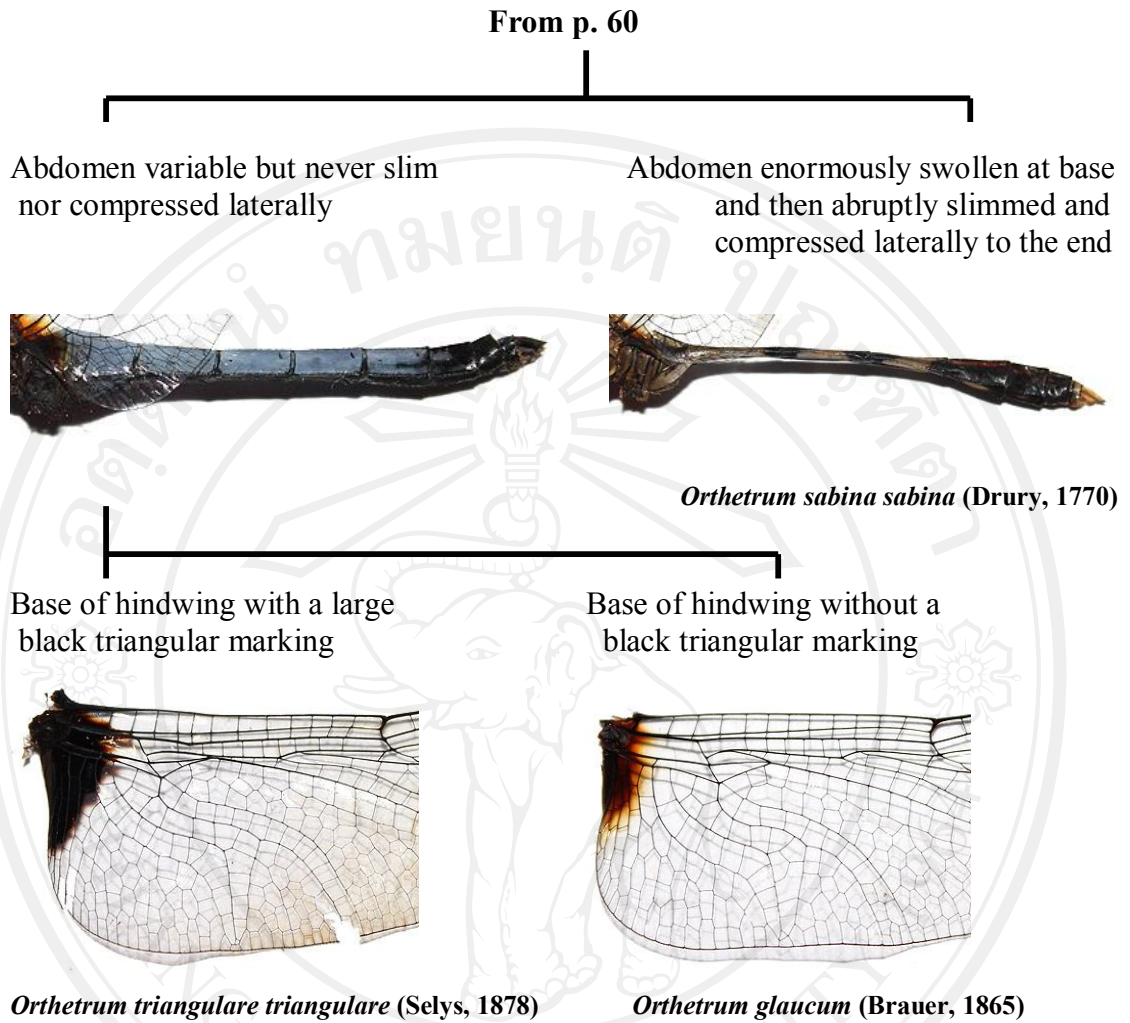 From p. 60
Abdomen variable but never slim
nor compressed laterally
Abdomen enormously swollen at base
and then abruptly slimmed and
compressed laterally to the end
Orthetrum sabina sabina (Drury, 1770)
Base of hindwing with a large
black triangular marking
Base of hindwing without a
black triangular marking
Orthetrum triangulare triangulare (Selys, 1878)
Orthetrum glaucum (Brauer, 1865)